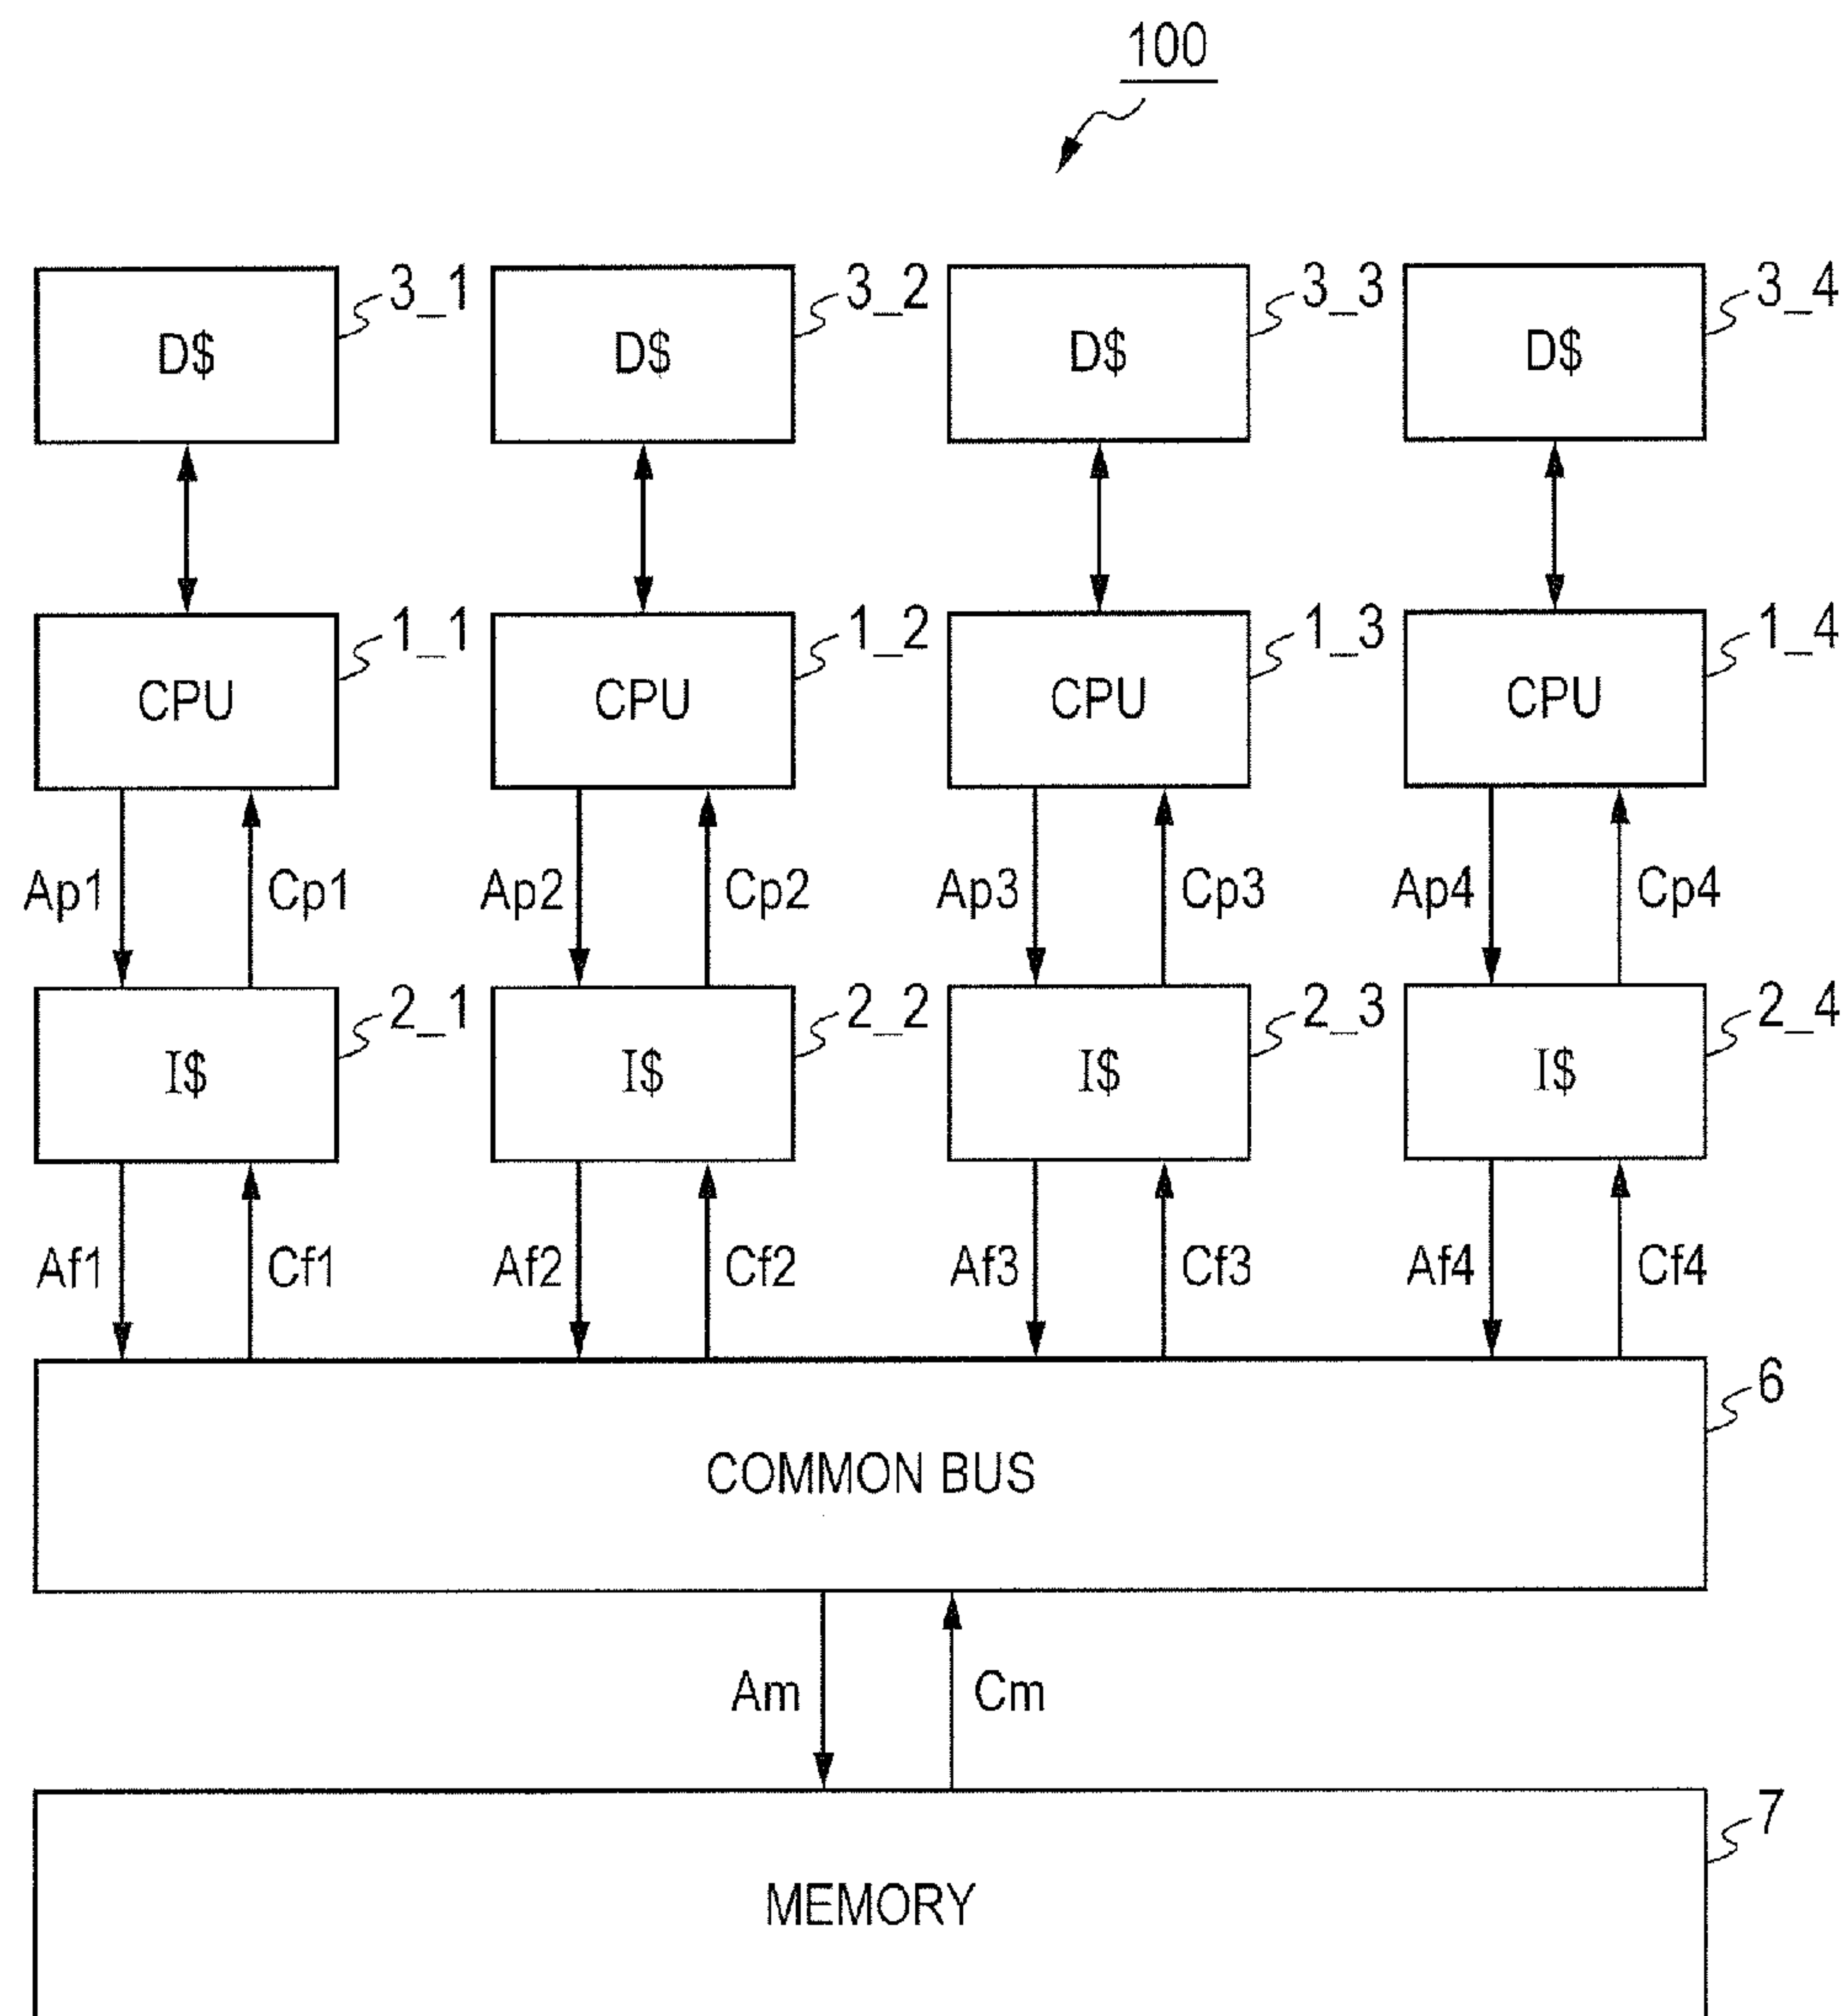 100
3_1 3_2 3_3 3_4
D$ D$ D$ D$
1_1 1_2 1_3 1_4
CPU CPU CPU CPU
Ap1 Cp1 Ap2 Cp2 Ap3 Cp3 Ap4 Cp4
2_1 2_2 2_3 2_4
I$ I$ I$ I$
Af1 Cf1 Af2 Cf2 Af3 Cf3 Af4 Cf4
6
COMMON BUS
Am Cm
7
MEMORY